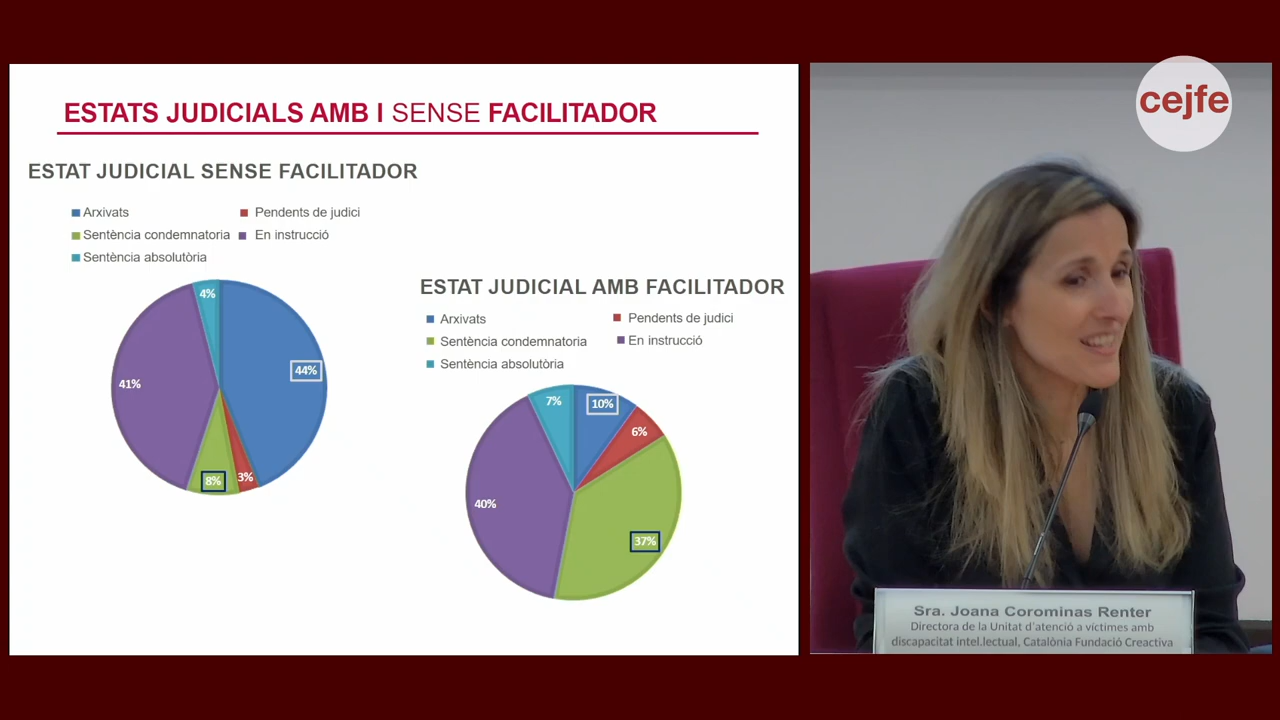 ESTATS JUDICIALS AMB I SENSE FACILITADOR
ESTAT JUDICIAL SENSE FACILITADOR
Arxivats
Pendents de judici
Sentència condemnatoria
En instrucció
Sentència absolutòria
4%
44%
41%
8%
3%
ESTAT JUDICIAL AMB FACILITADOR
Arxivats
Pendents de judici
Sentència condemnatoria
En instrucció
Sentència absolutòria
7%
10%
6%
40%
37%
cejfe
Sra. Joana Corominas Renter
Directora de la Unitat d'atenció a víctimes amb
discapacitat intel.lectual, Catalònia Fundació Creactiva